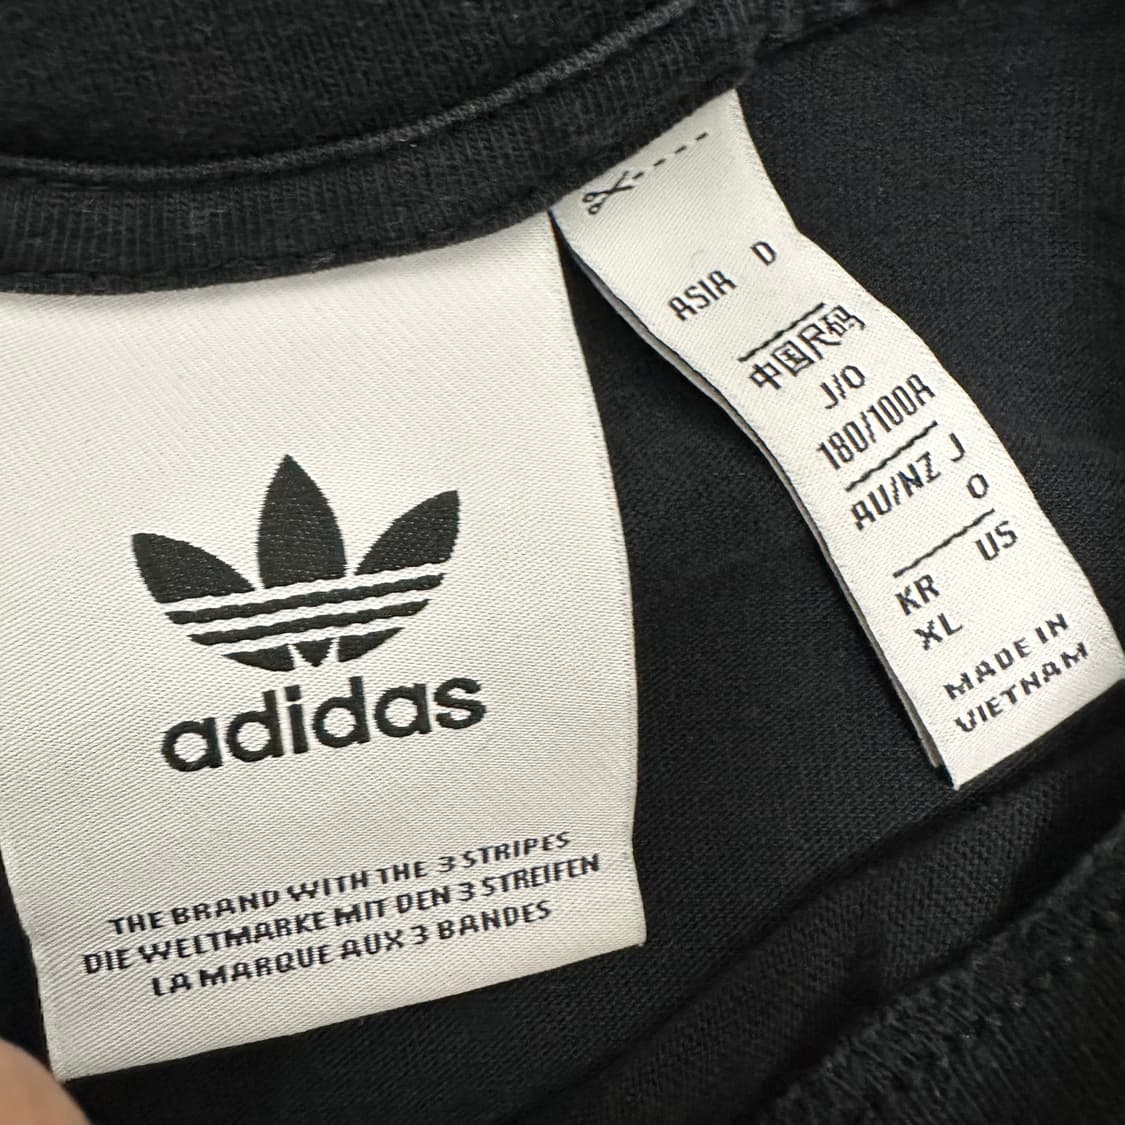 adidas
THE BRAND WITH THE 3 STRIPES
DIE WELTMARKE MIT DEN 3 STREIFEN
LA MARQUE AUX 3 BANDES
ASIA D
中国尺码
J/O
180/100A
AU/NZ J
O
US
KR
XL
MADE IN
VIETNAM